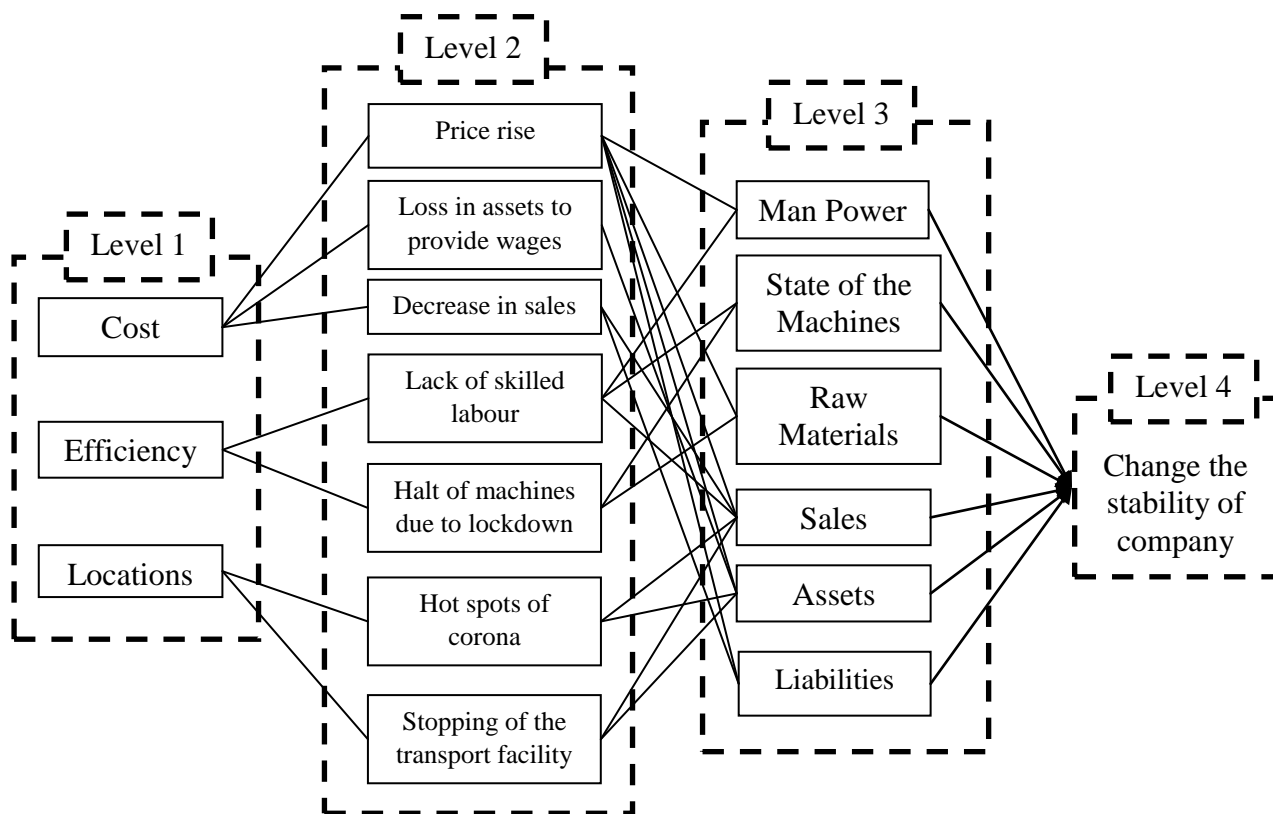 Level 1
Cost
Efficiency
Locations
Level 2
Price rise
Loss in assets to
provide wages
Decrease in sales
Lack of skilled
labour
Halt of machines
due to lockdown
Hot spots of
corona
Stopping of the
transport facility
Level 3
Man Power
State of the
Machines
Raw
Materials
Sales
Assets
Liabilities
Level 4
Change the
stability of
company